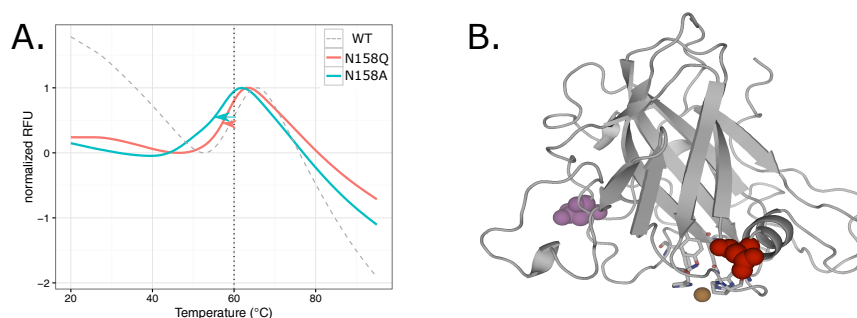 A.
B.
WT
N158Q
N158A
normalized RFU
1
0
−1
−2
20
40
60
80
Temperature (°C)